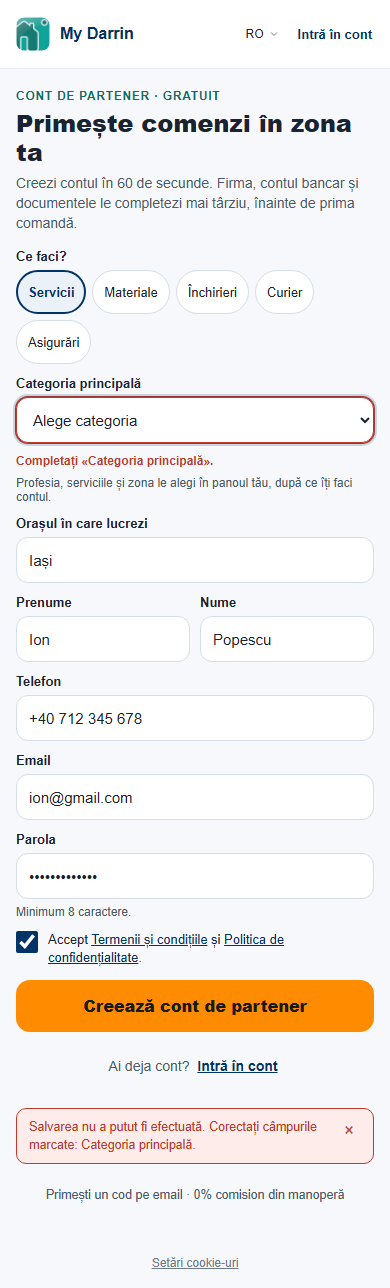 My Darrin
RO
Intră în cont
CONT DE PARTENER · GRATUIT
Primește comenzi în zona
ta
Creezi contul în 60 de secunde. Firma, contul bancar și
documentele le completezi mai târziu, înainte de prima
comandă.
Ce faci?
Servicii
Materiale
Închirieri
Curier
Asigurări
Categoria principală
Alege categoria
Completați «Categoria principală».
Profesia, serviciile și zona le alegi în panoul tău, după ce îți faci
contul.
Orașul în care lucrezi
Iași
Prenume
Nume
Ion
Popescu
Telefon
+40 712 345 678
Email
ion@gmail.com
Parola
•••••••••••••
Minimum 8 caractere.
Accept Termenii și condițiile și Politica de
confidențialitate.
Creează cont de partener
Ai deja cont? Intră în cont
Salvarea nu a putut fi efectuată. Corectați câmpurile
marcate: Categoria principală.
×
Primești un cod pe email · 0% comision din manoperă
Setări cookie-uri